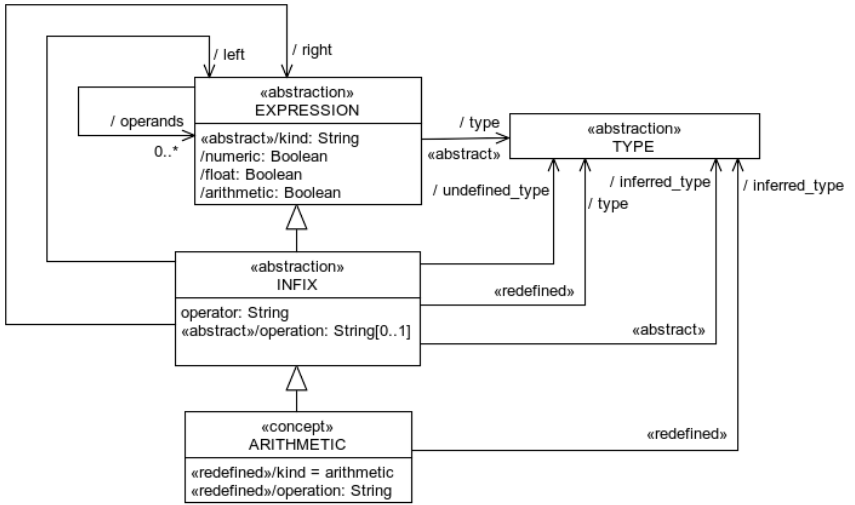 / left
/ right
«abstraction»
EXPRESSION
/ operands
0..*
«abstract»/kind: String
/numeric: Boolean
/float: Boolean
/arithmetic: Boolean
/ type
«abstract»
«abstraction»
TYPE
/ undefined_type
/ inferred_type
/ inferred_type
/ type
«abstraction»
INFIX
operator: String
«abstract»/operation: String[0..1]
«redefined»
«abstract»
«concept»
ARITHMETIC
«redefined»/kind = arithmetic
«redefined»/operation: String
«redefined»